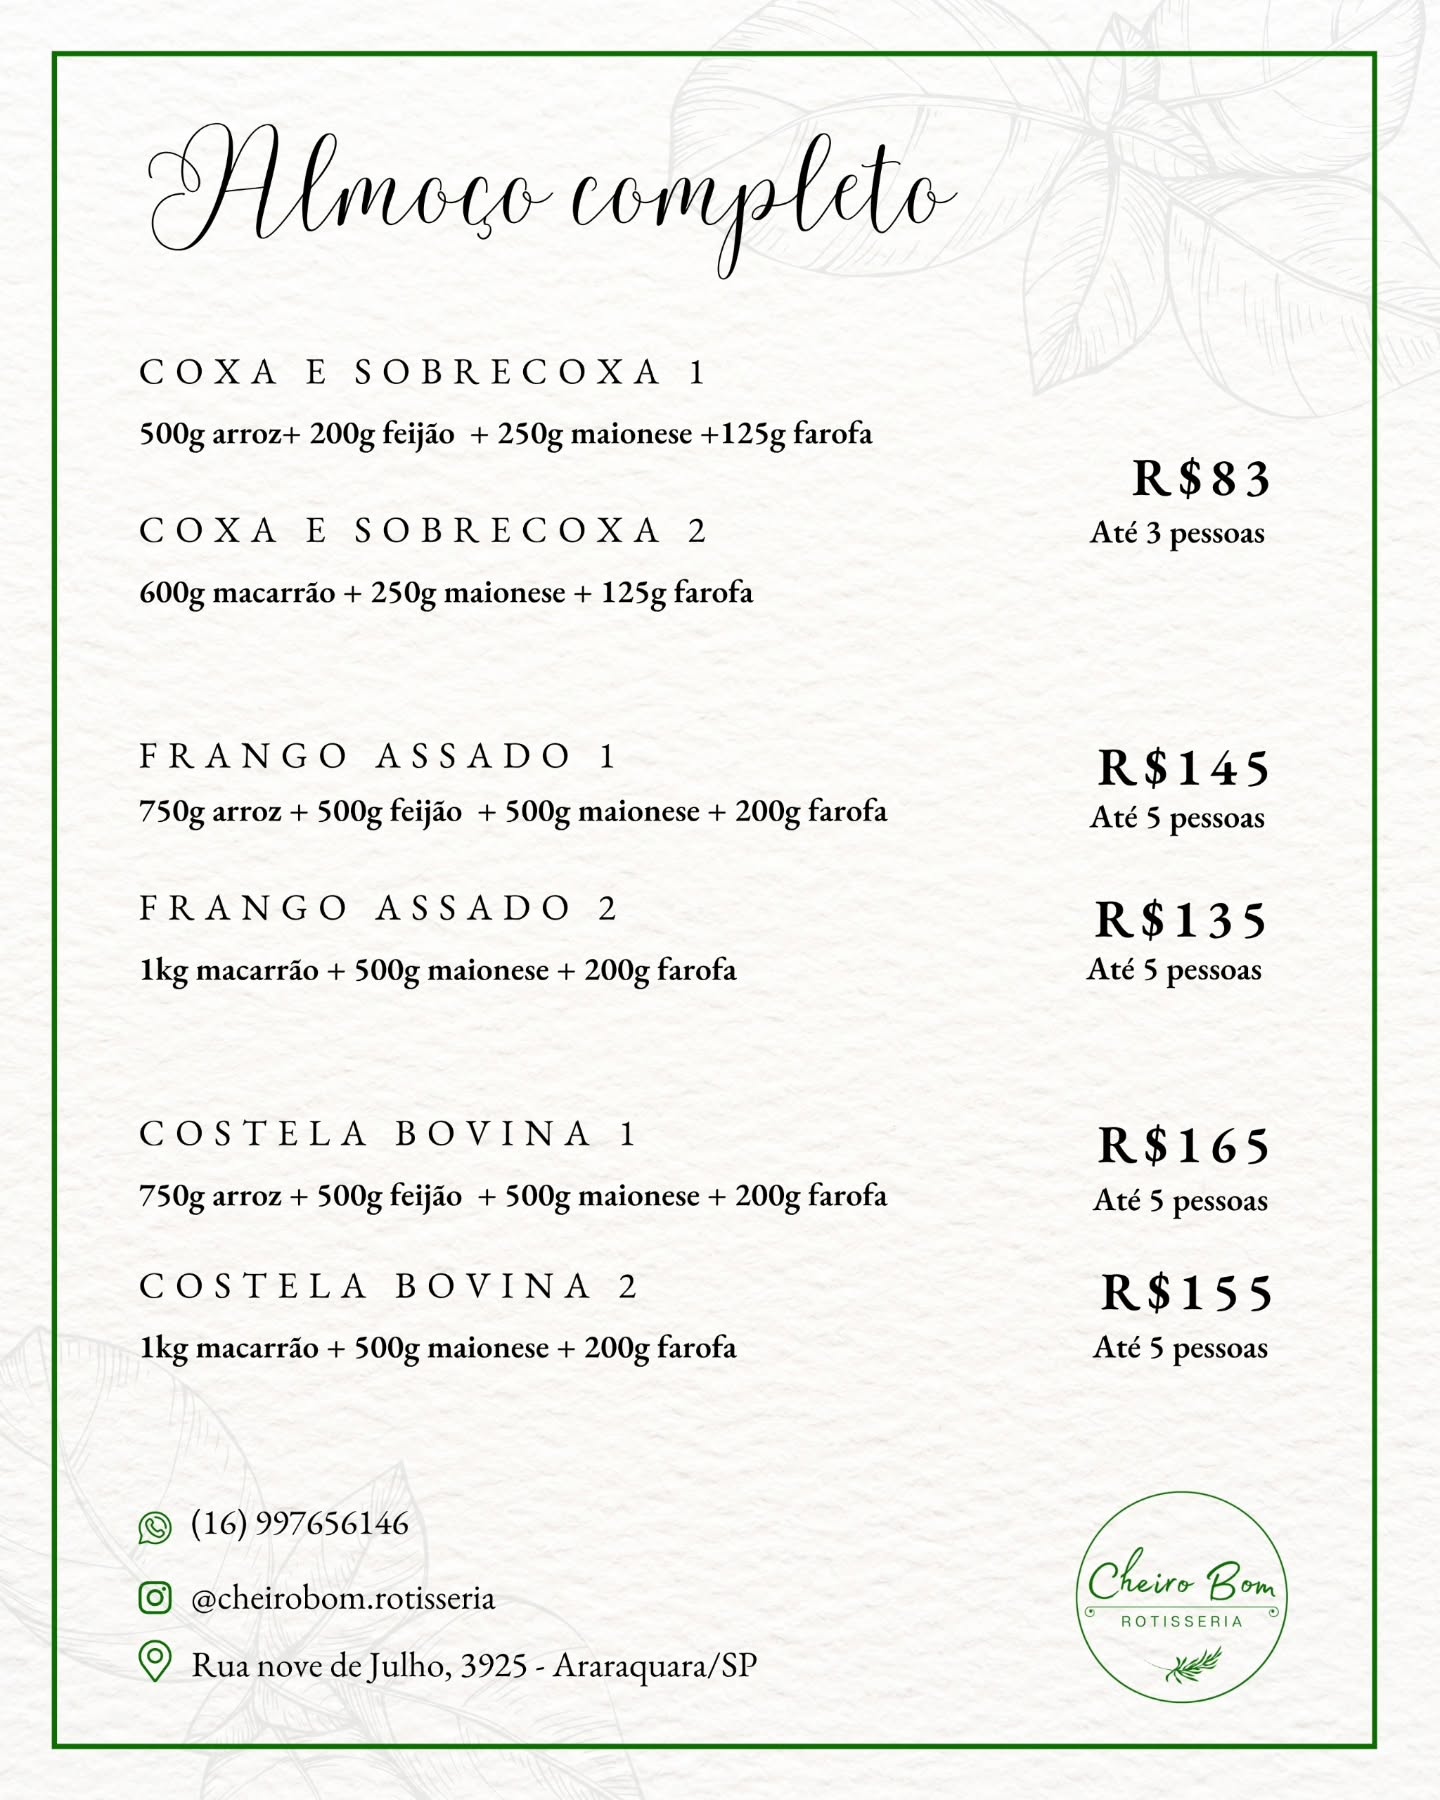 Almoço completo
COXA E SOBRECOXA 1
500g arroz+ 200g feijão + 250g maionese +125g farofa
R$83
Até 3 pessoas
COXA E SOBRECOXA 2
600g macarrão + 250g maionese + 125g farofa
FRANGO ASSADO 1
R$145
750g arroz + 500g feijão + 500g maionese + 200g farofa
Até 5 pessoas
FRANGO ASSADO 2
R$135
1kg macarrão + 500g maionese + 200g farofa
Até 5 pessoas
COSTELA BOVINA 1
R$165
750g arroz + 500g feijão + 500g maionese + 200g farofa
Até 5 pessoas
COSTELA BOVINA 2
R$155
1kg macarrão + 500g maionese + 200g farofa
Até 5 pessoas
(16) 997656146
@cheirobom.rotisseria
Rua nove de Julho, 3925 - Araraquara/SP
Cheiro Bom
ROTISSERIA